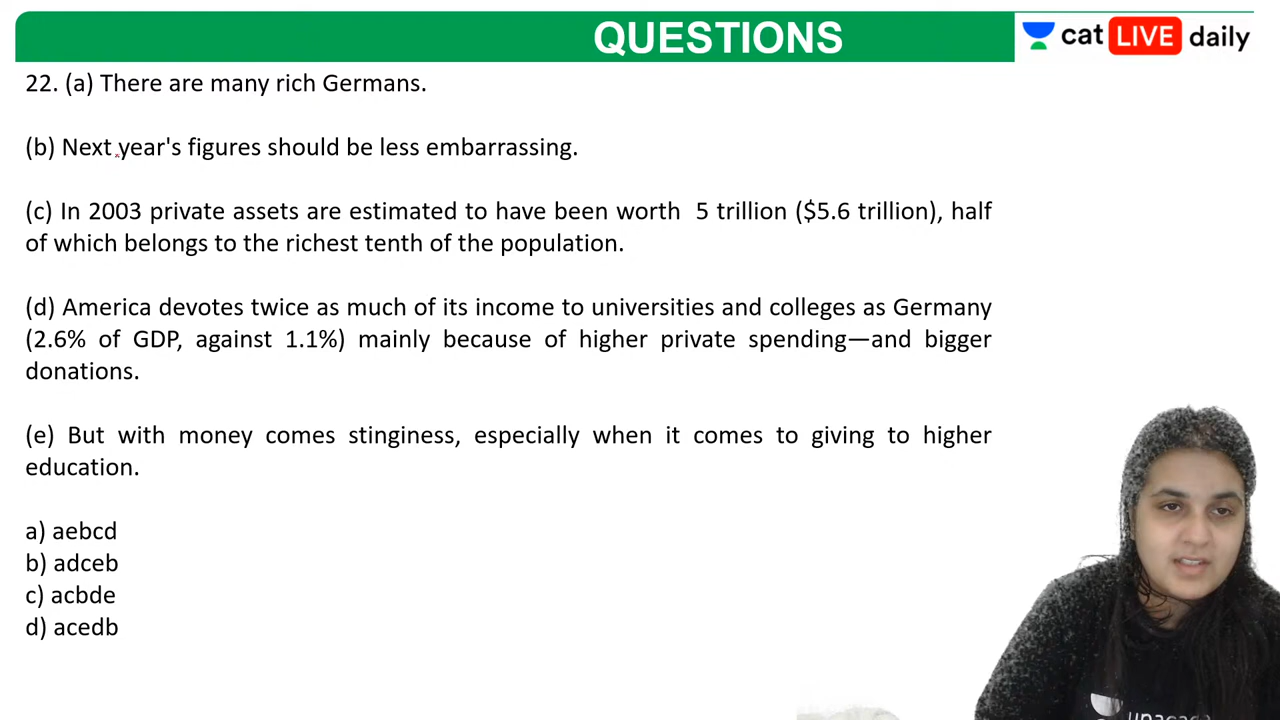 QUESTIONS
cat LIVE daily
22. (a) There are many rich Germans.
(b) Next year's figures should be less embarrassing.
(c) In 2003 private assets are estimated to have been worth 5 trillion ($5.6 trillion), half
of which belongs to the richest tenth of the population.
(d) America devotes twice as much of its income to universities and colleges as Germany
(2.6% of GDP, against 1.1%) mainly because of higher private spending—and bigger
donations.
(e) But with money comes stinginess, especially when it comes to giving to higher
education.
a) aebcd
b) adceb
c) acbde
d) acedb